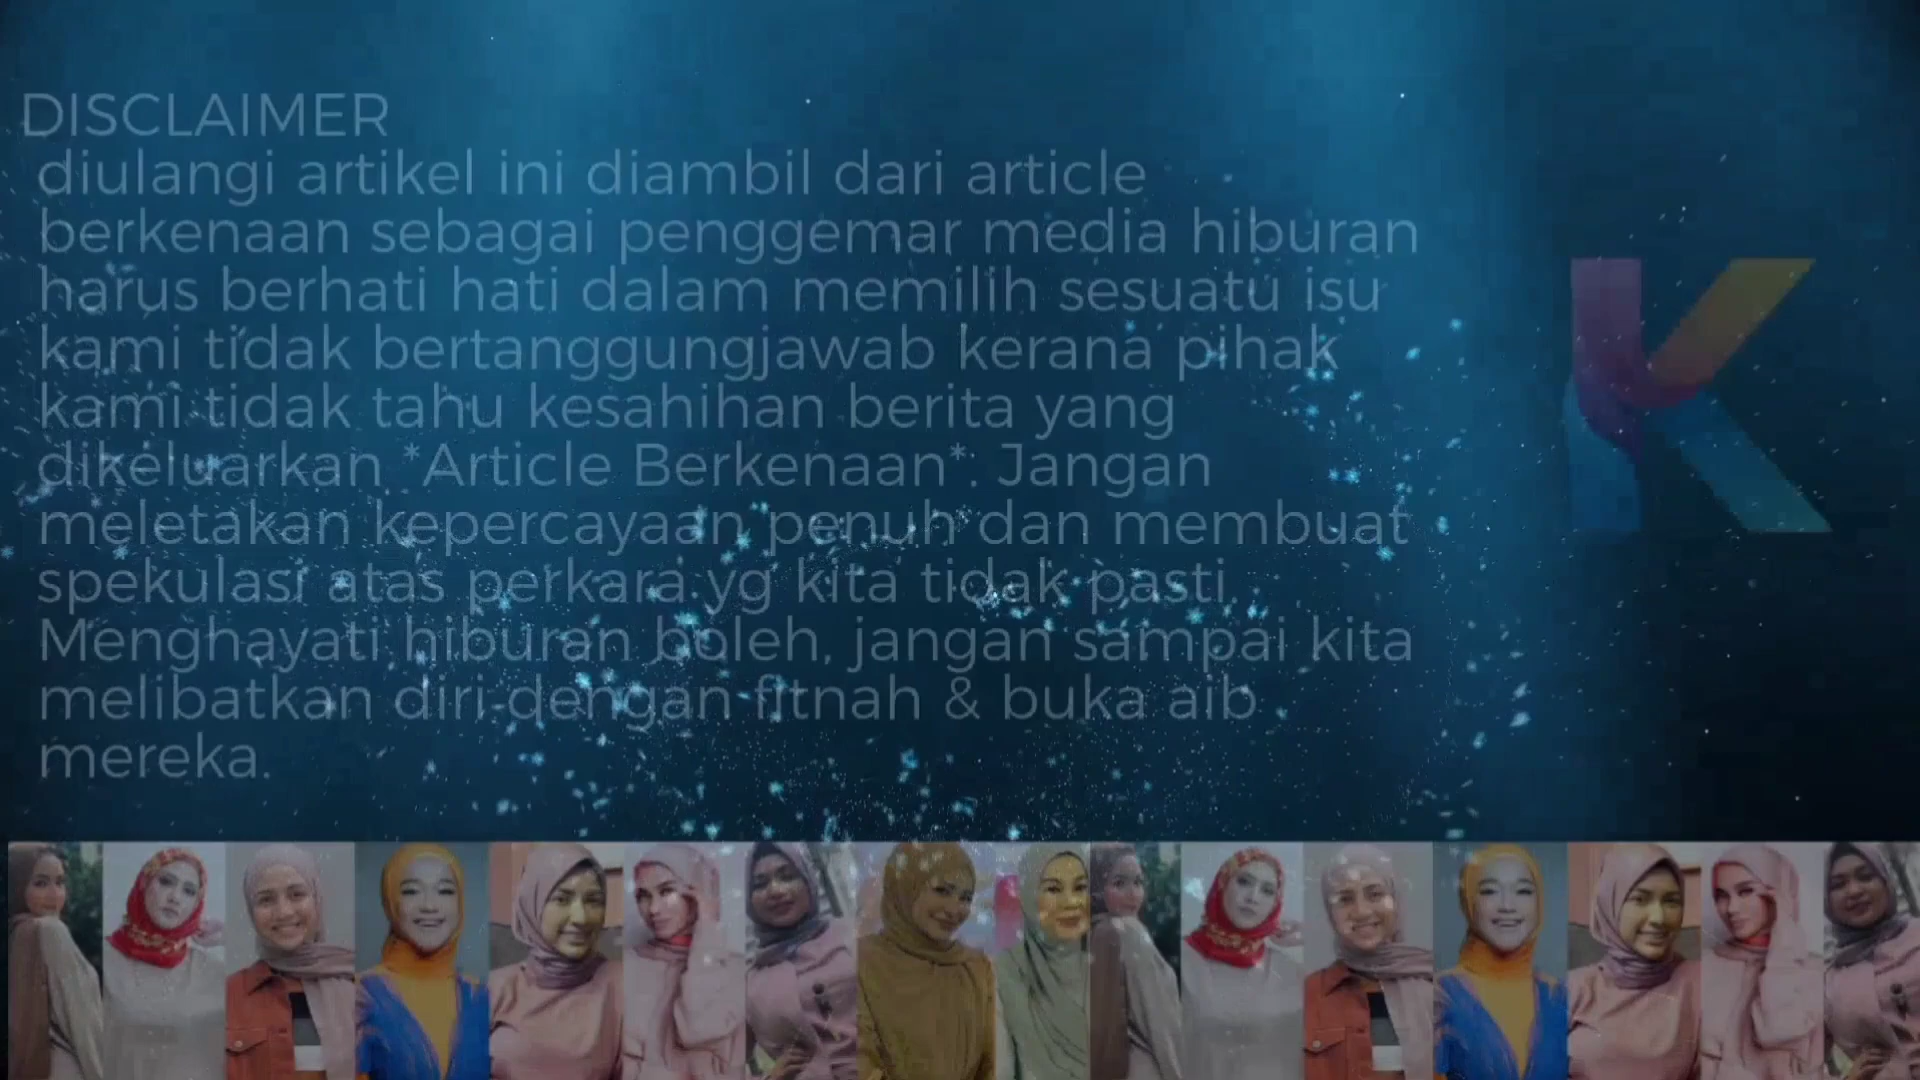 DISCLAIMER
diulangi artikel ini diambil dari article
berkenaan sebagai penggemar media hiburan
harus berhati hati dalam memilih sesuatu isu
kami tidak bertanggungjawab kerana pihak
kami tidak tahu kesahihan berita yang
dikeluarkan *Article Berkenaan*. Jangan
meletakan kepercayaan penuh dan membuat
spekulasi atas perkara yg kita tidak pasti
Menghayati hiburan boleh, jangan sampai kita
melibatkan diri dengan fitnah & buka aib
mereka.
K